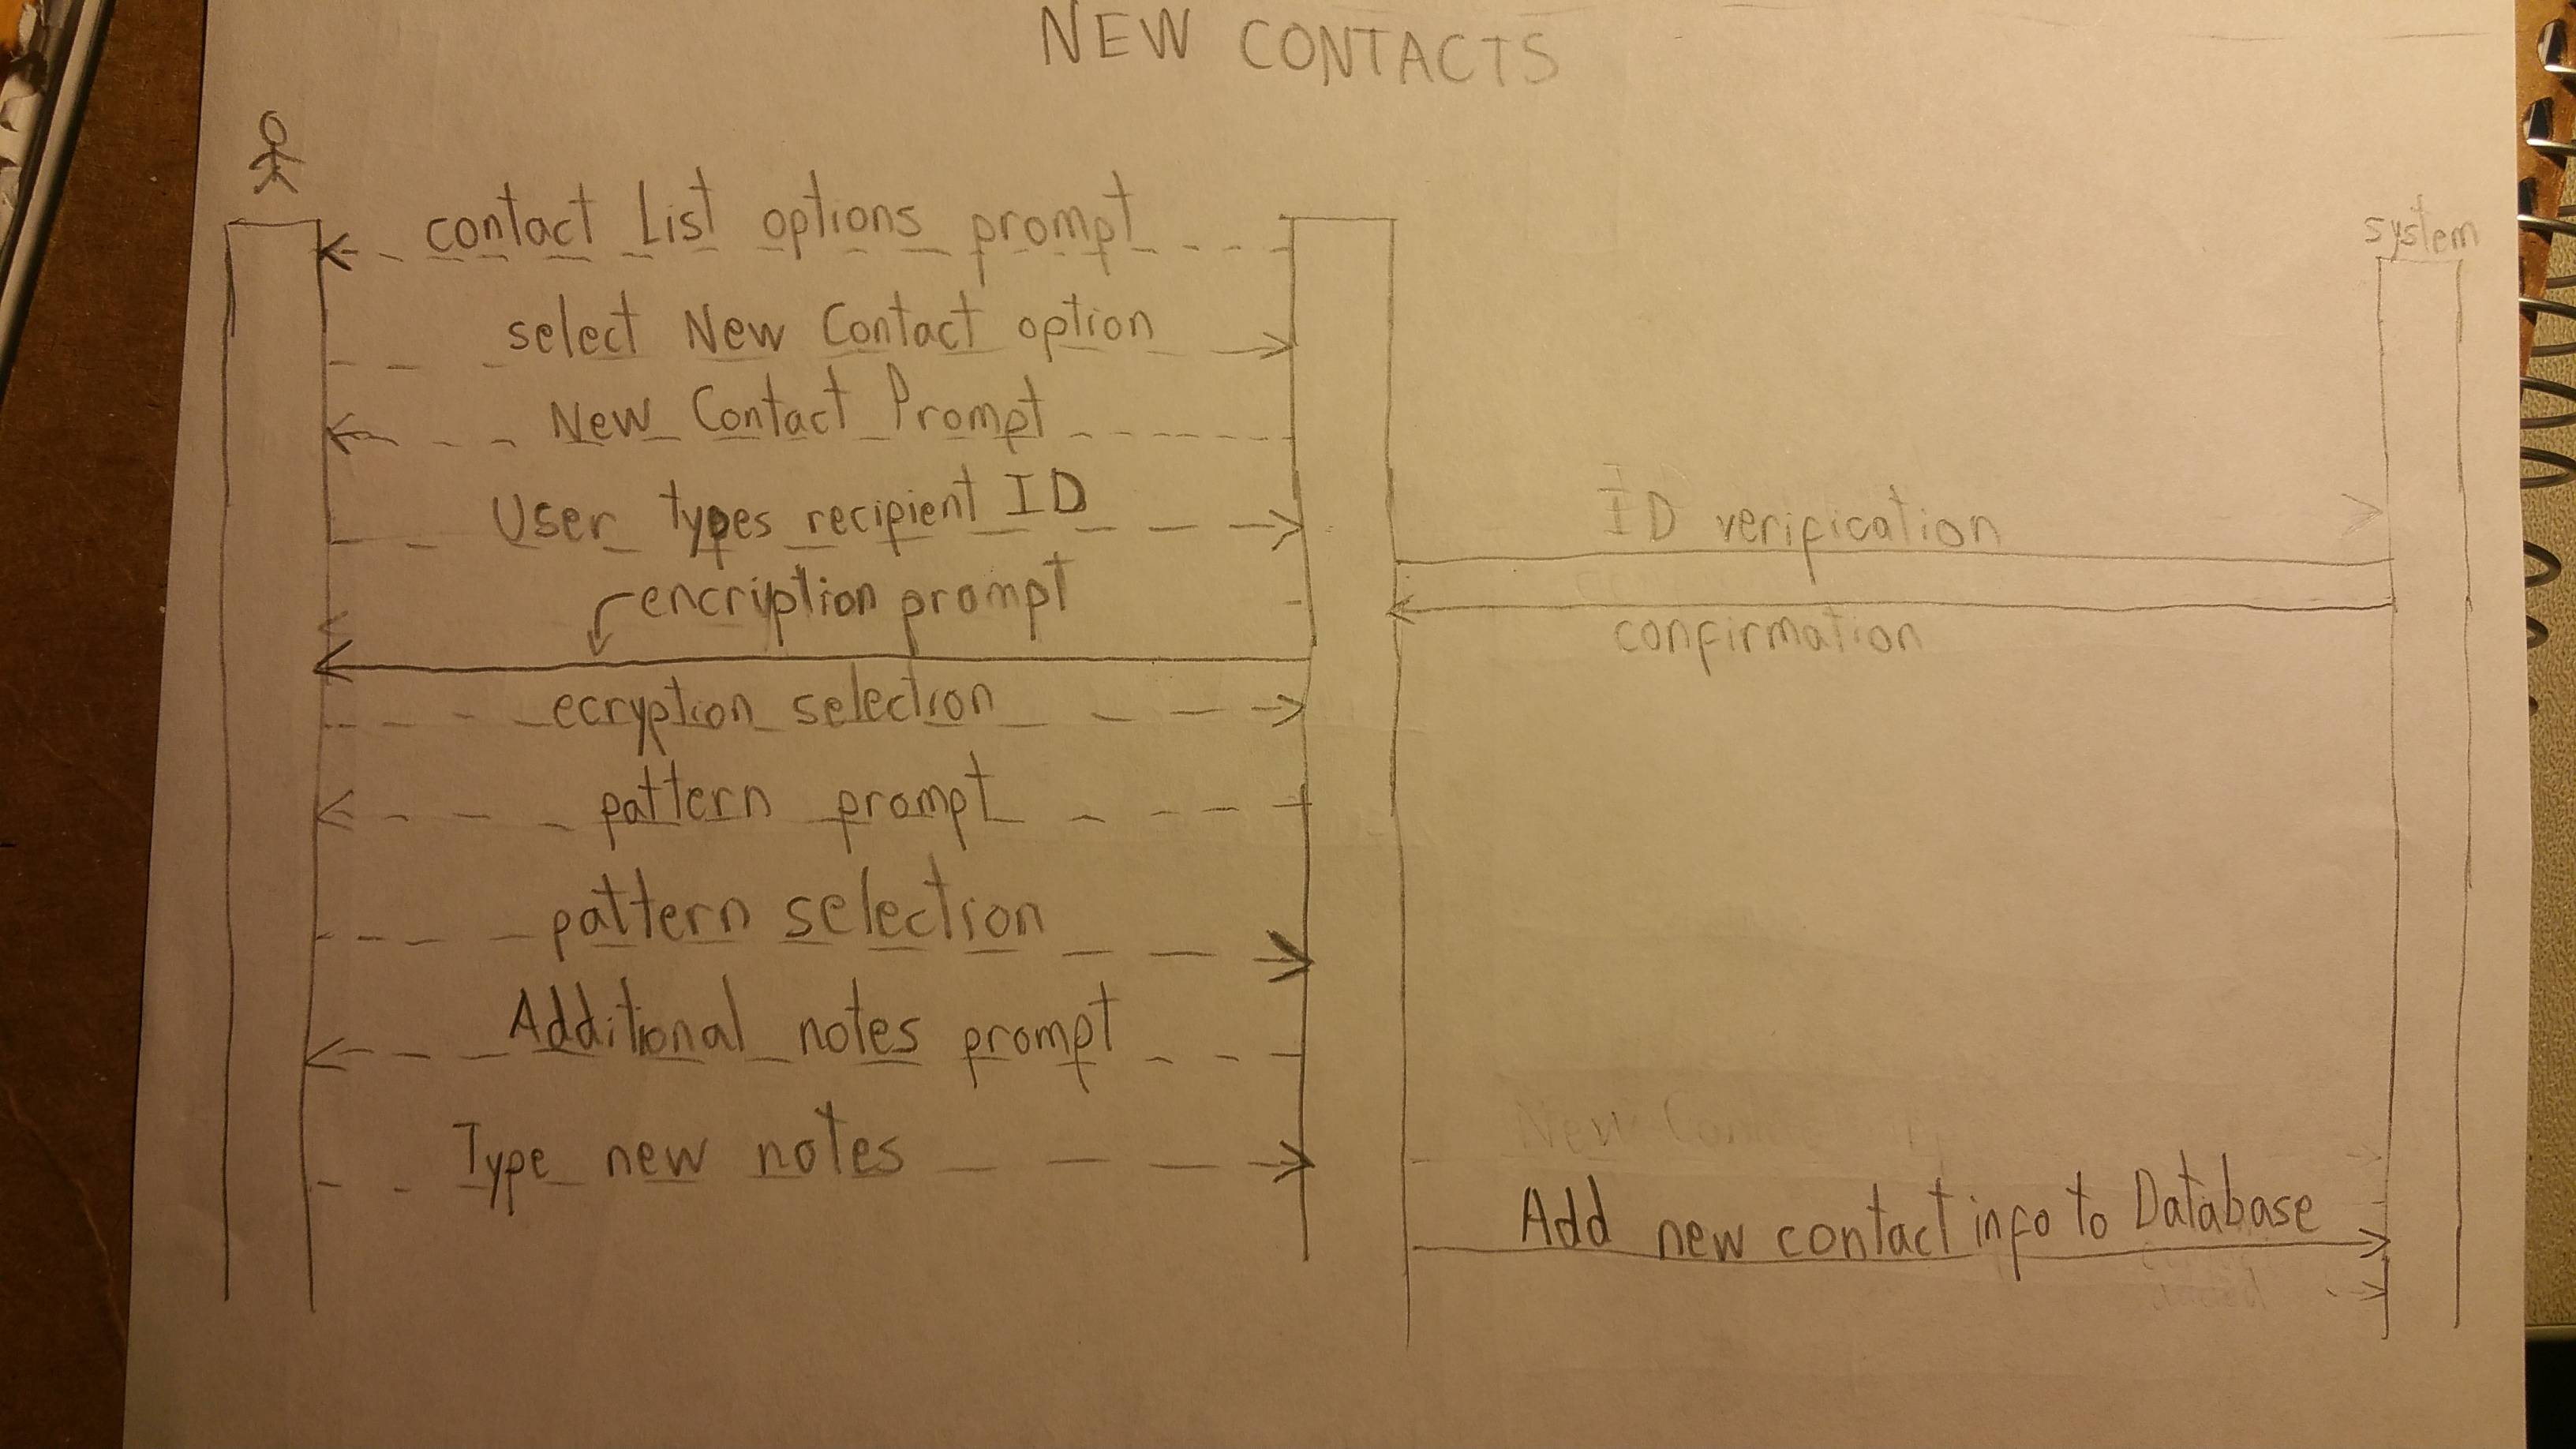 NEW CONTACTS
system
contact List options prompt
select New Contact option
New Contact Prompt
User types recipient ID
ID verification
encription prompt
confirmation
ecryption selection
pattern prompt
pattern selection
Additional notes prompt
Type new notes
New
Add new contact info to Database